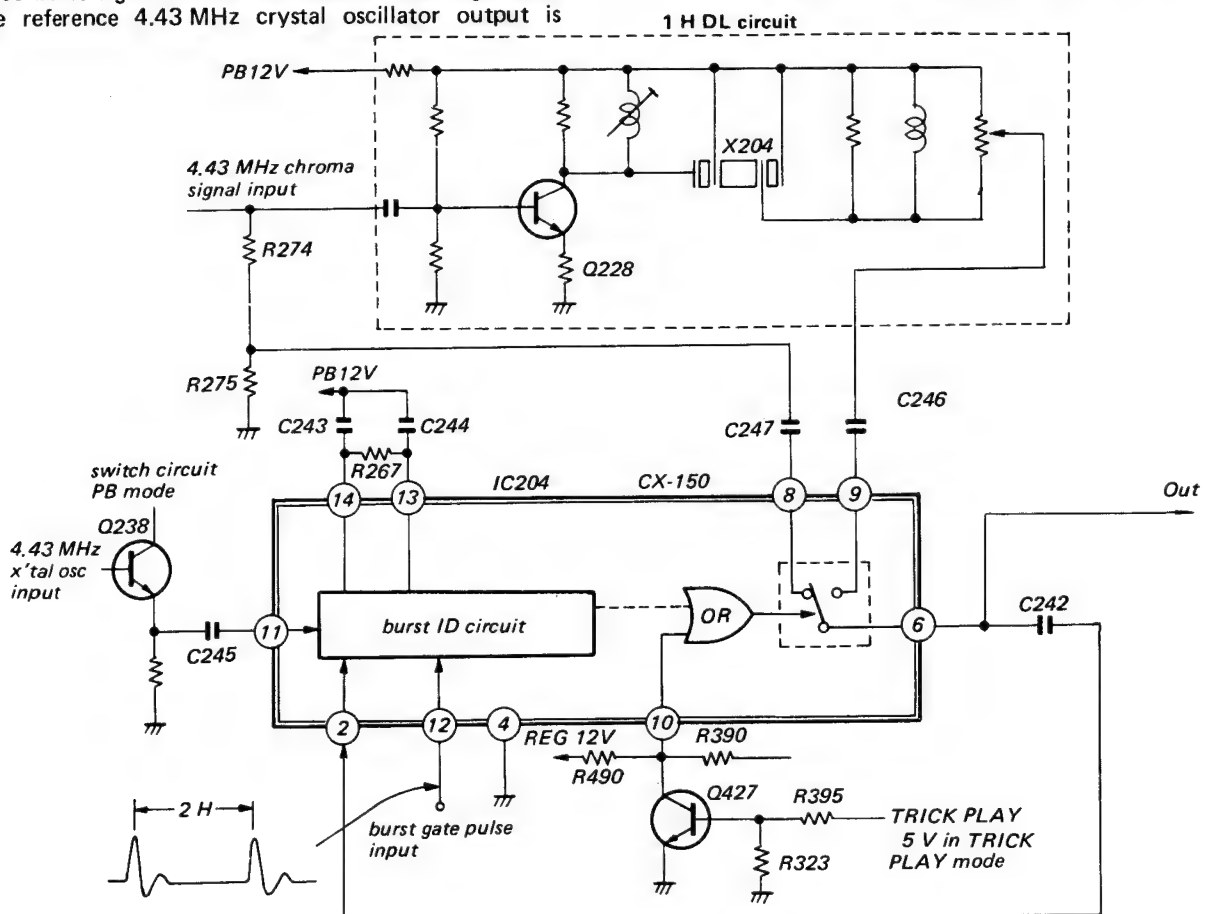 e reference 4.43 MHz crystal oscillator output is
1 H DL circuit
PB12V
X204
4.43 MHz chroma
signal input
R274
Q228
R275
PB12V
C243
C244
R267
C247
C246
switch circuit
PB mode
Q238
4.43 MHz
x'tal osc
input
14
13
IC204
CX-150
8
9
Out
C245
11
burst ID circuit
OR
6
C242
2
12
4
10
REG 12V
R390
R490
Q427
R395
TRICK PLAY
5 V in TRICK
PLAY mode
R323
2 H
burst gate pulse
input